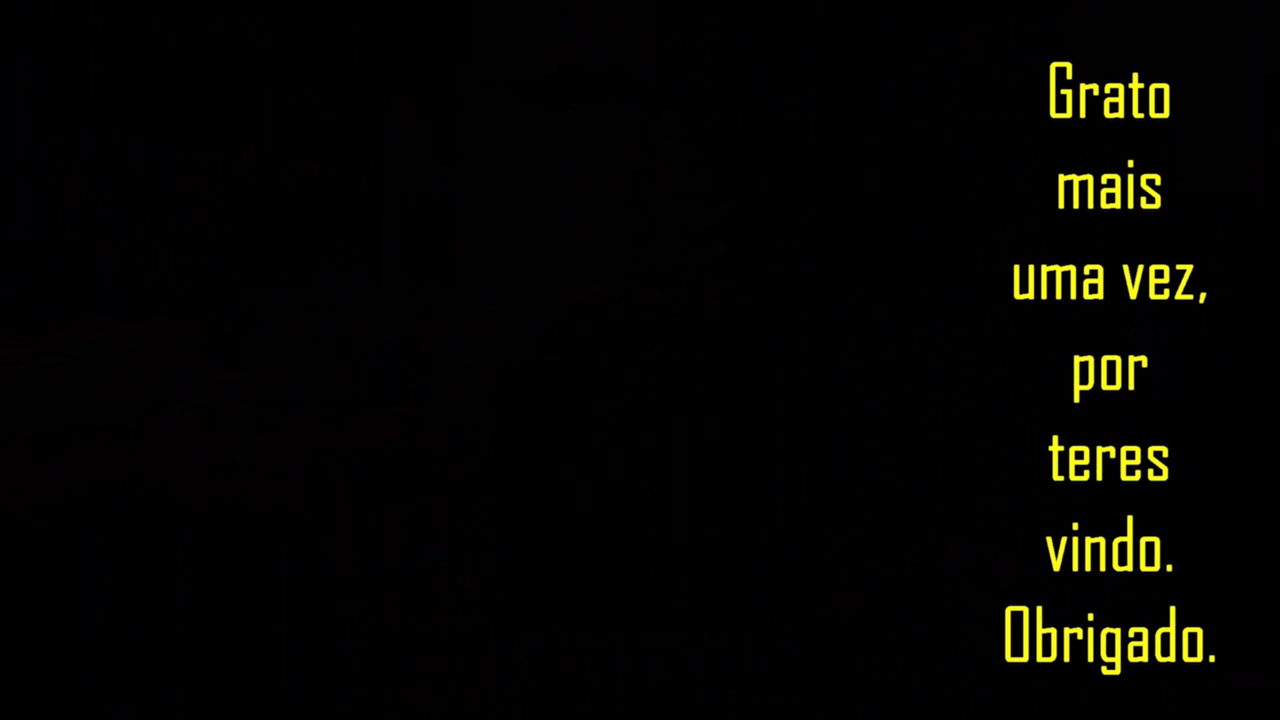 Grato
mais
uma vez,
por
teres
vindo.
Obrigado.